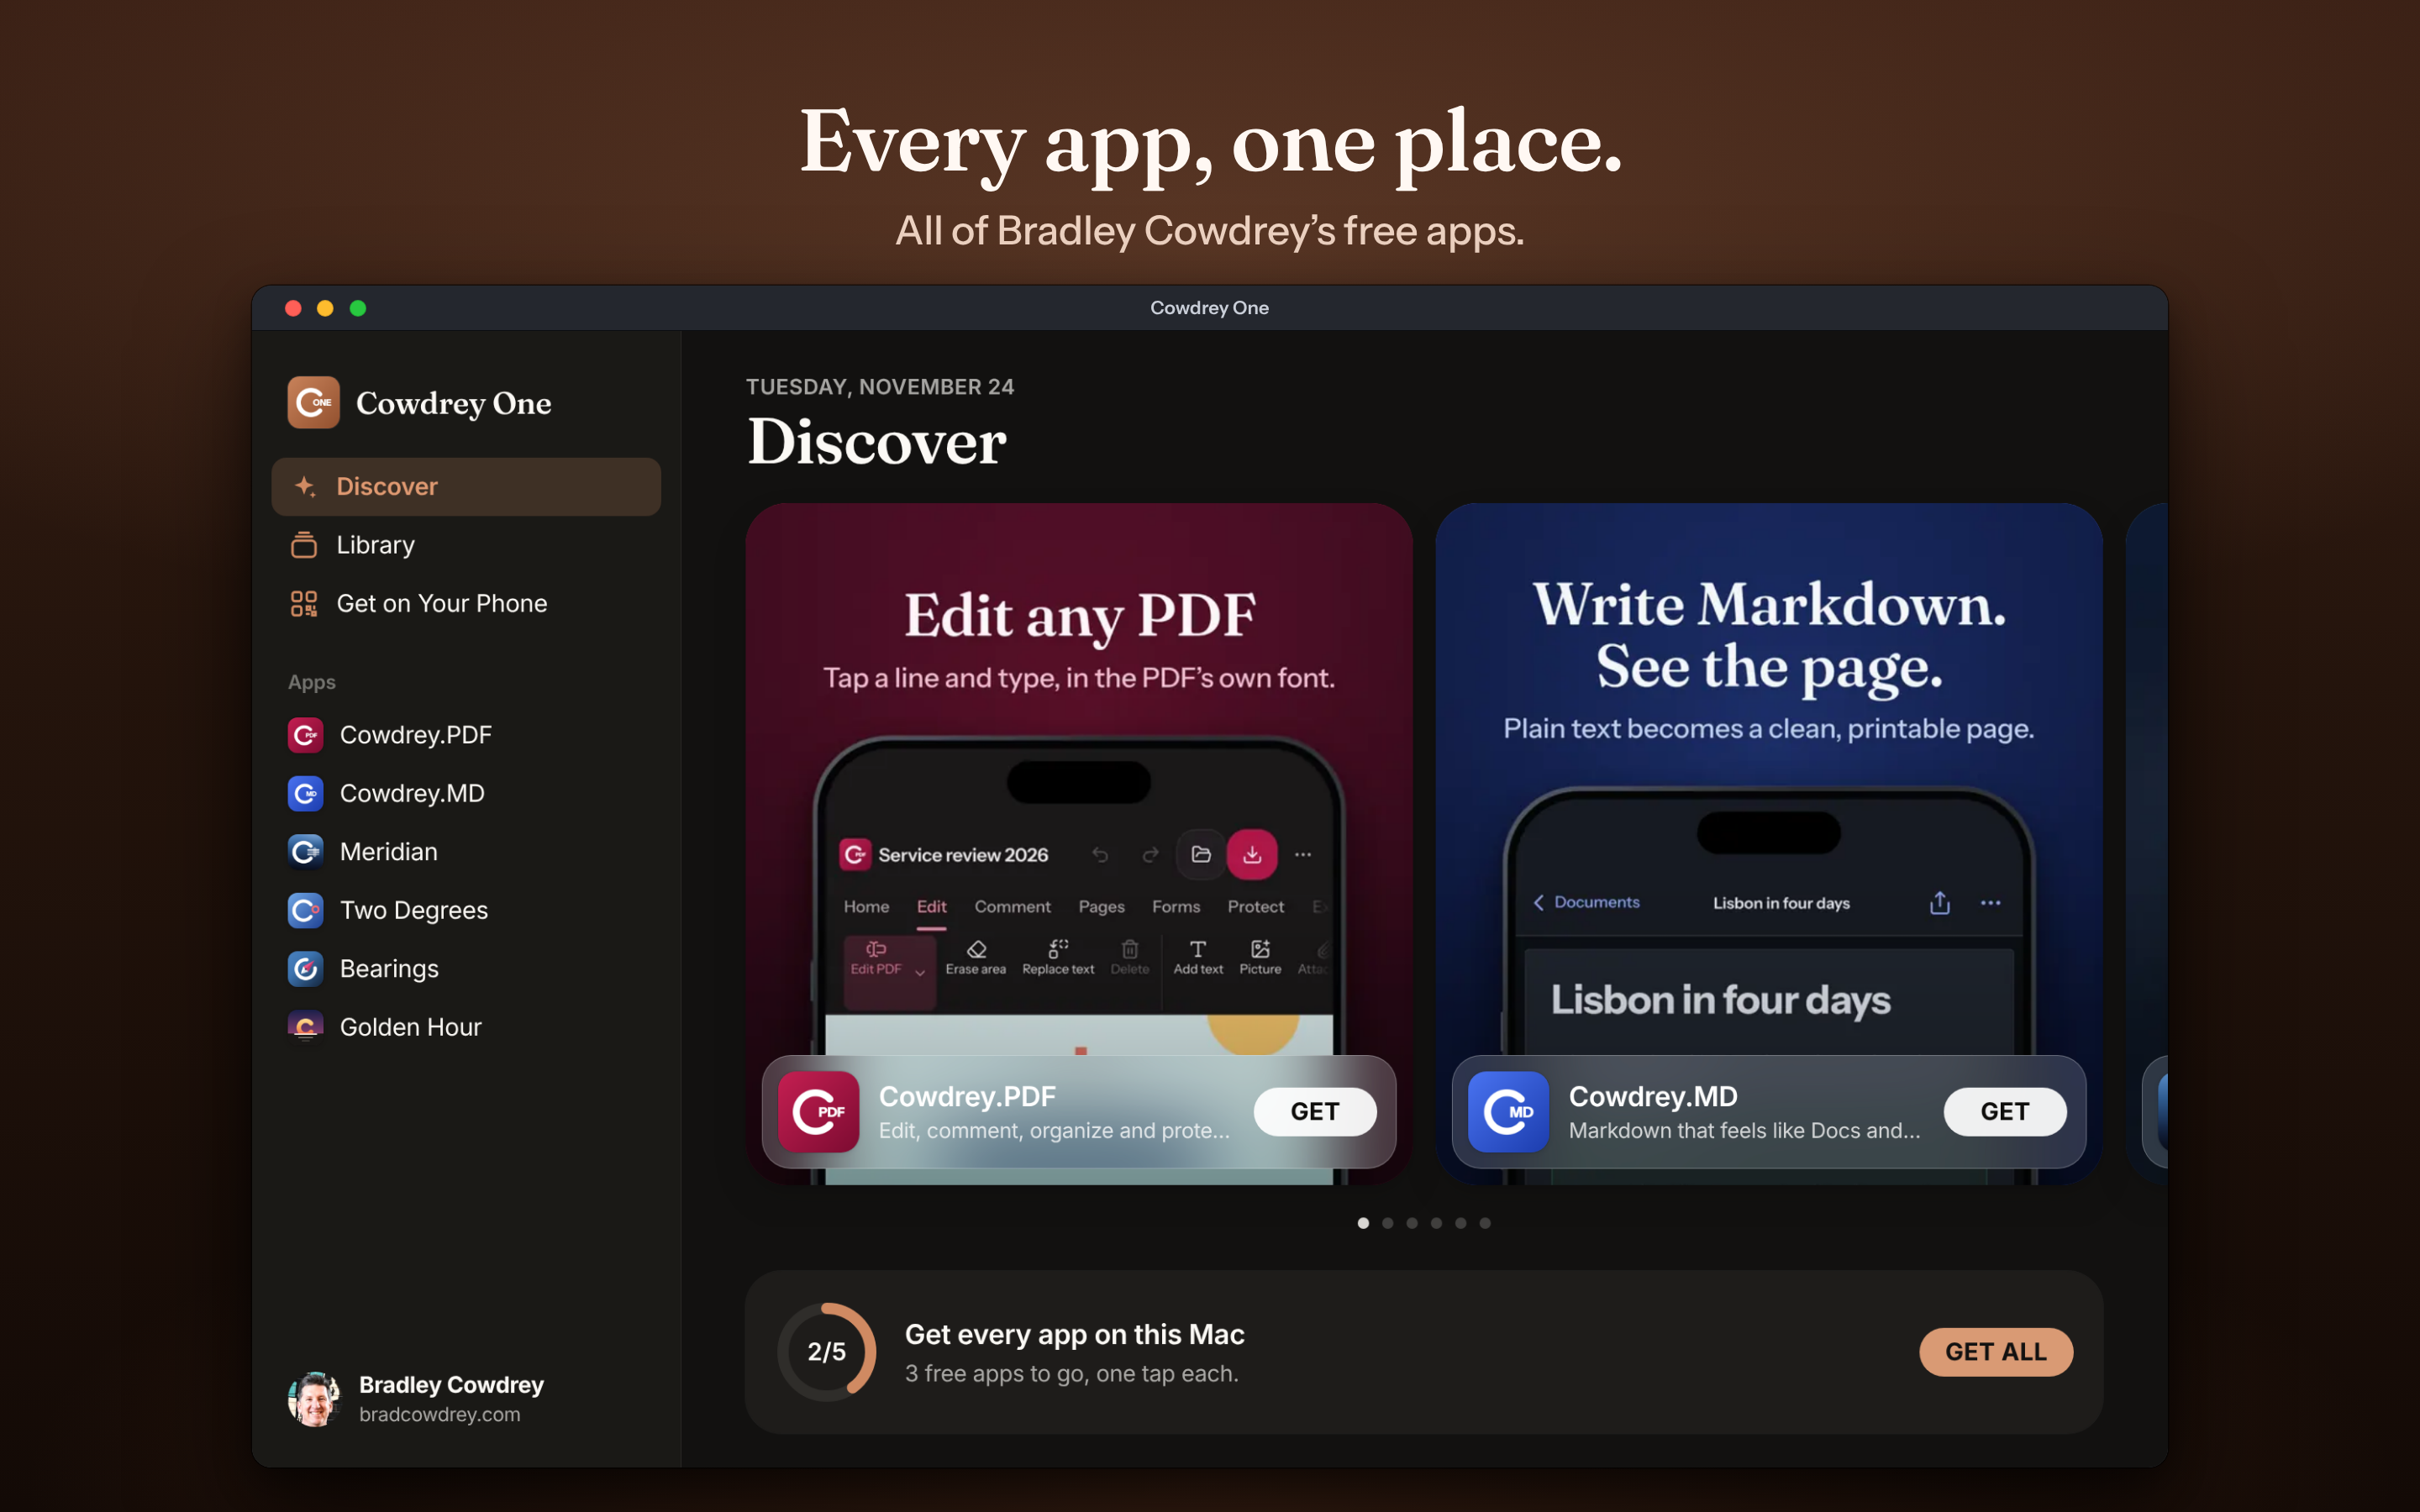 Every app, one place.
All of Bradley Cowdrey’s free apps.
Cowdrey One
ONE
Cowdrey One
Discover
Library
Get on Your Phone
Apps
Cowdrey.PDF
Cowdrey.MD
Meridian
Two Degrees
Bearings
Golden Hour
Bradley Cowdrey
bradcowdrey.com
TUESDAY, NOVEMBER 24
Discover
Edit any PDF
Tap a line and type, in the PDF’s own font.
Service review 2026
Home Edit Comment Pages Forms Protect
Edit PDF Erase area Replace text Delete Add text Picture
PDF
Cowdrey.PDF
Edit, comment, organize and prote...
GET
Write Markdown.
See the page.
Plain text becomes a clean, printable page.
Documents
Lisbon in four days
Lisbon in four days
MD
Cowdrey.MD
Markdown that feels like Docs and...
GET
2/5
Get every app on this Mac
3 free apps to go, one tap each.
GET ALL